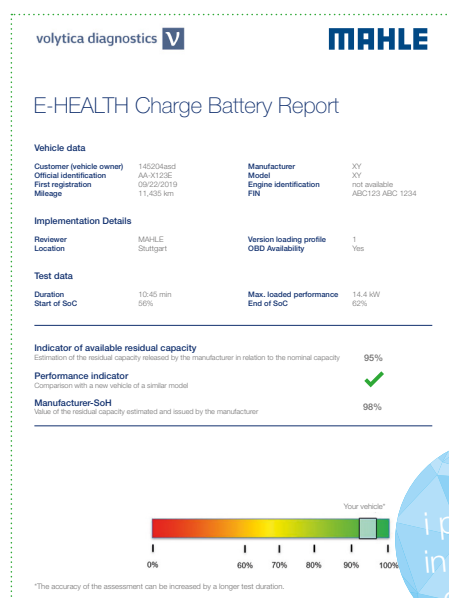 volytica diagnostics V
MAHLE
E-HEALTH Charge Battery Report
Vehicle data
Customer (vehicle owner) 145204asd Manufacturer XY
Official identification AA-X123E Model XY
First registration 09/22/2019 Engine identification not available
Mileage 11,435 km FIN ABC123 ABC 1234
Implementation Details
Reviewer MAHLE Version loading profile 1
Location Stuttgart OBD Availability Yes
Test data
Duration 10:45 min Max. loaded performance 14.4 kW
Start of SoC 56% End of SoC 62%
Indicator of available residual capacity
Estimation of the residual capacity released by the manufacturer in relation to the nominal capacity 95%
Performance indicator
Comparison with a new vehicle of a similar model
Manufacturer-SoH
Value of the residual capacity estimated and issued by the manufacturer 98%
Your vehicle*
0% 60% 70% 80% 90% 100%
*The accuracy of the assessment can be increased by a longer test duration.
i